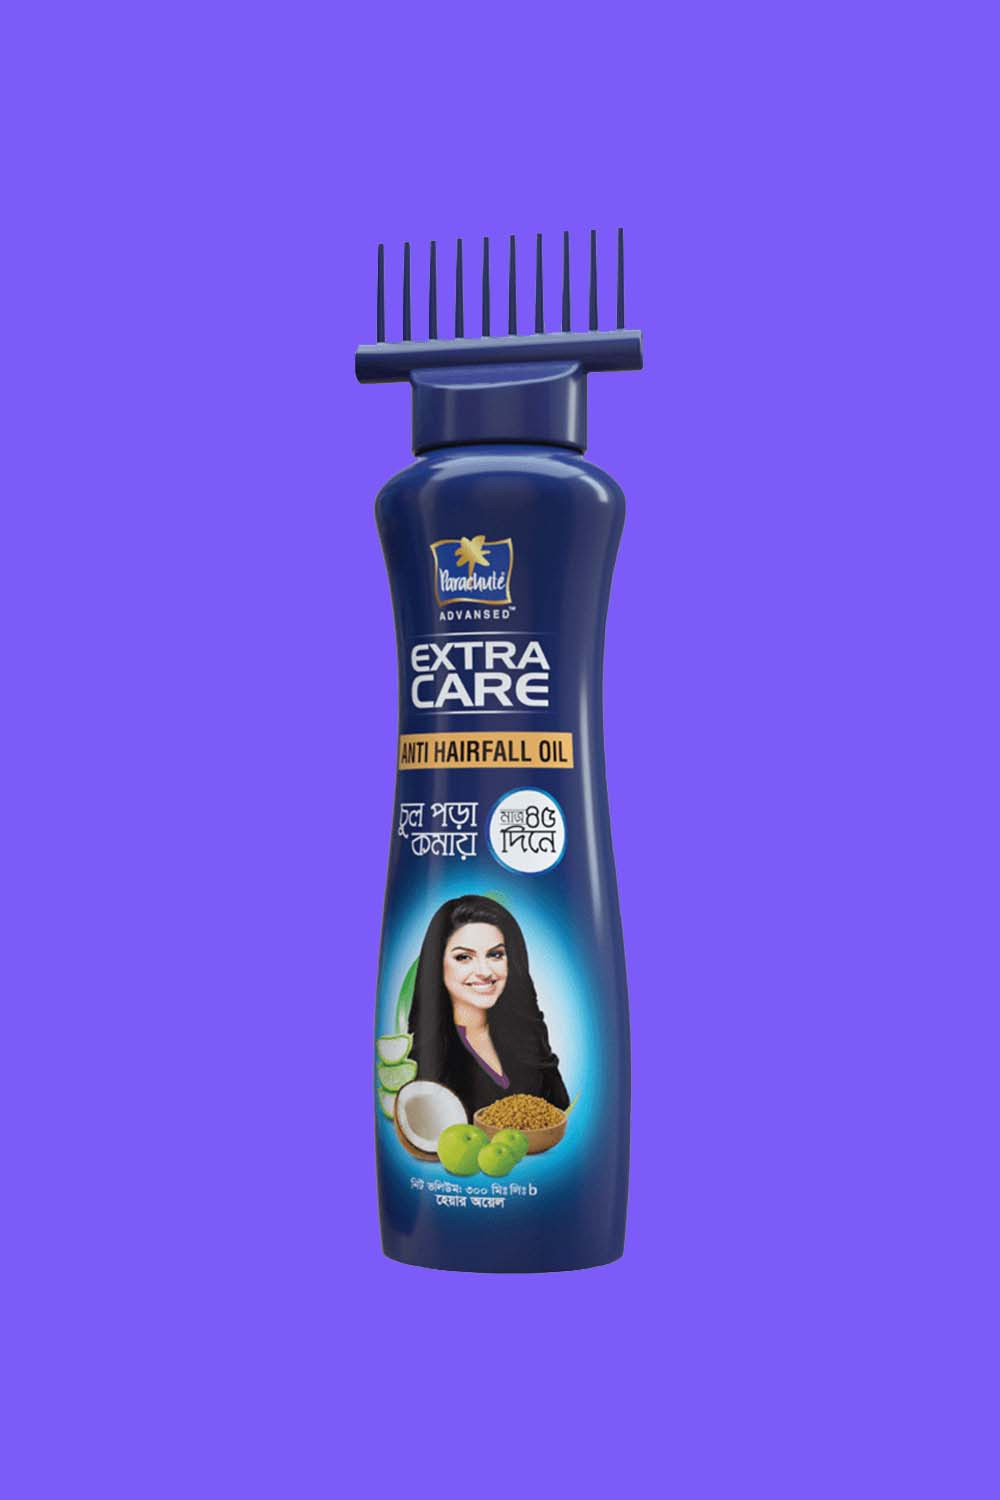 Parachute
ADVANSED™
EXTRA
CARE
ANTI HAIRFALL OIL
চুল পড়া
কমায়
মাত্র ৪৫
দিনে
নিট ভলিউম: ৩০০ মিঃ লিঃ b
হেয়ার অয়েল